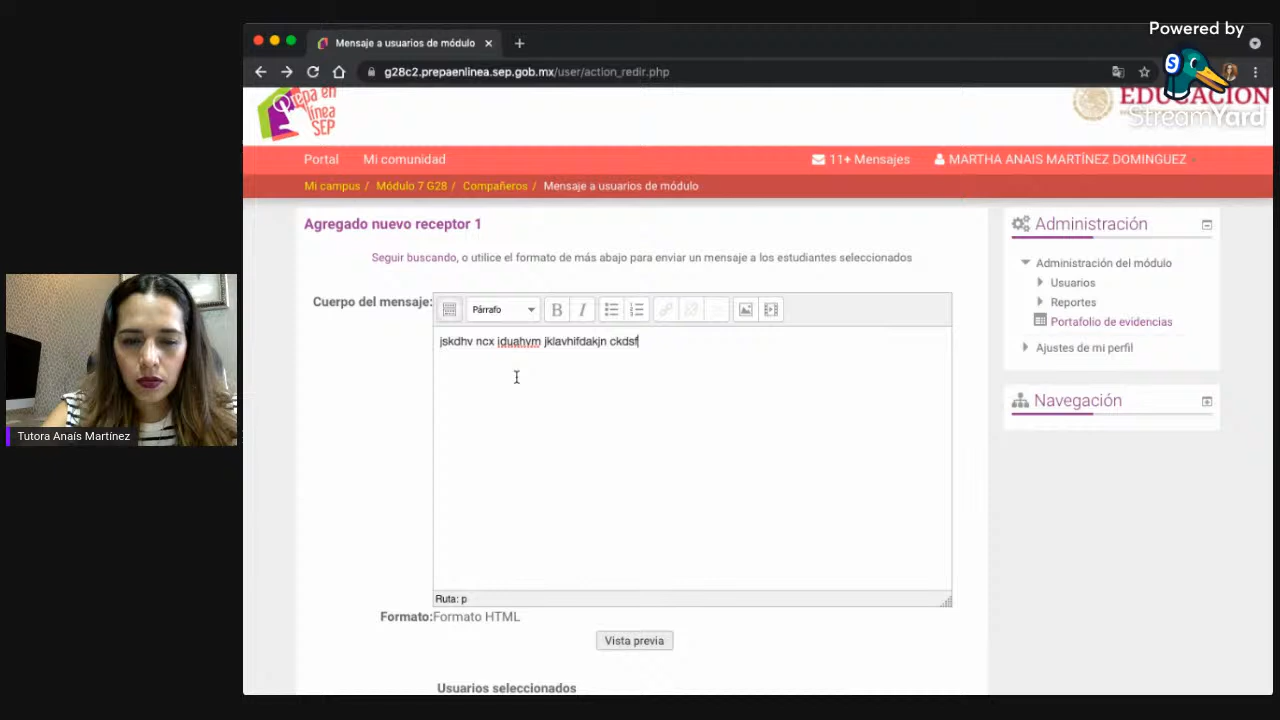 Powered by
StreamYard
Mensaje a usuarios de módulo
g28c2.prepaenlinea.sep.gob.mx/user/action_redir.php
Prepa en
línea
SEP
EDUCACIÓN
Portal
Mi comunidad
11+ Mensajes
MARTHA ANAIS MARTÍNEZ DOMINGUEZ
Mi campus / Módulo 7 G28 / Compañeros / Mensaje a usuarios de módulo
Agregado nuevo receptor 1
Seguir buscando, o utilice el formato de más abajo para enviar un mensaje a los estudiantes seleccionados
Cuerpo del mensaje:
Párrafo
B I
jskdhv ncx iduahvm jklavhifdakjn ckdsf
Ruta: p
Formato:Formato HTML
Vista previa
Usuarios seleccionados
Administración
Administración del módulo
Usuarios
Reportes
Portafolio de evidencias
Ajustes de mi perfil
Navegación
Tutora Anaís Martínez